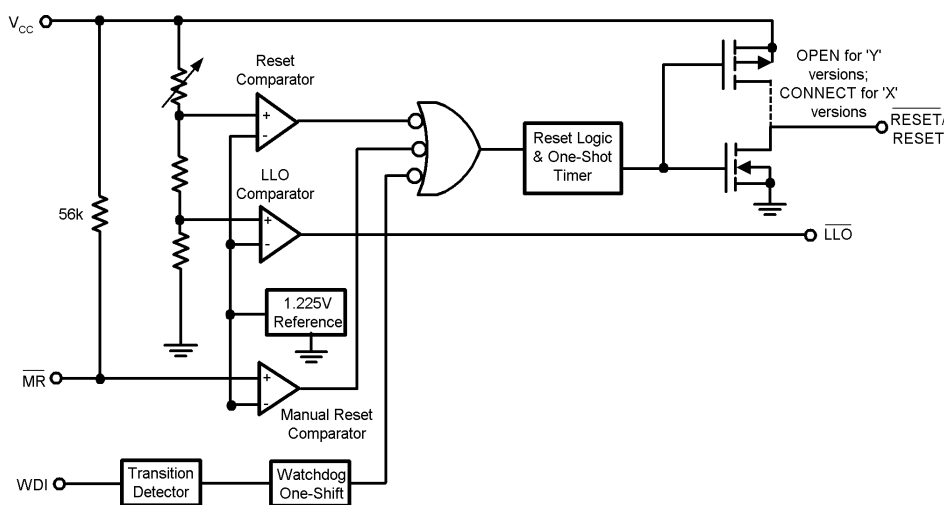 VCC
Reset
Comparator
+
-
OPEN for 'Y'
versions;
CONNECT for 'X'
versions
RESET/
RESET
Reset Logic
& One-Shot
Timer
LLO
Comparator
+
-
56k
LLO
1.225V
Reference
MR
+
-
Manual Reset
Comparator
WDI
Transition
Detector
Watchdog
One-Shift